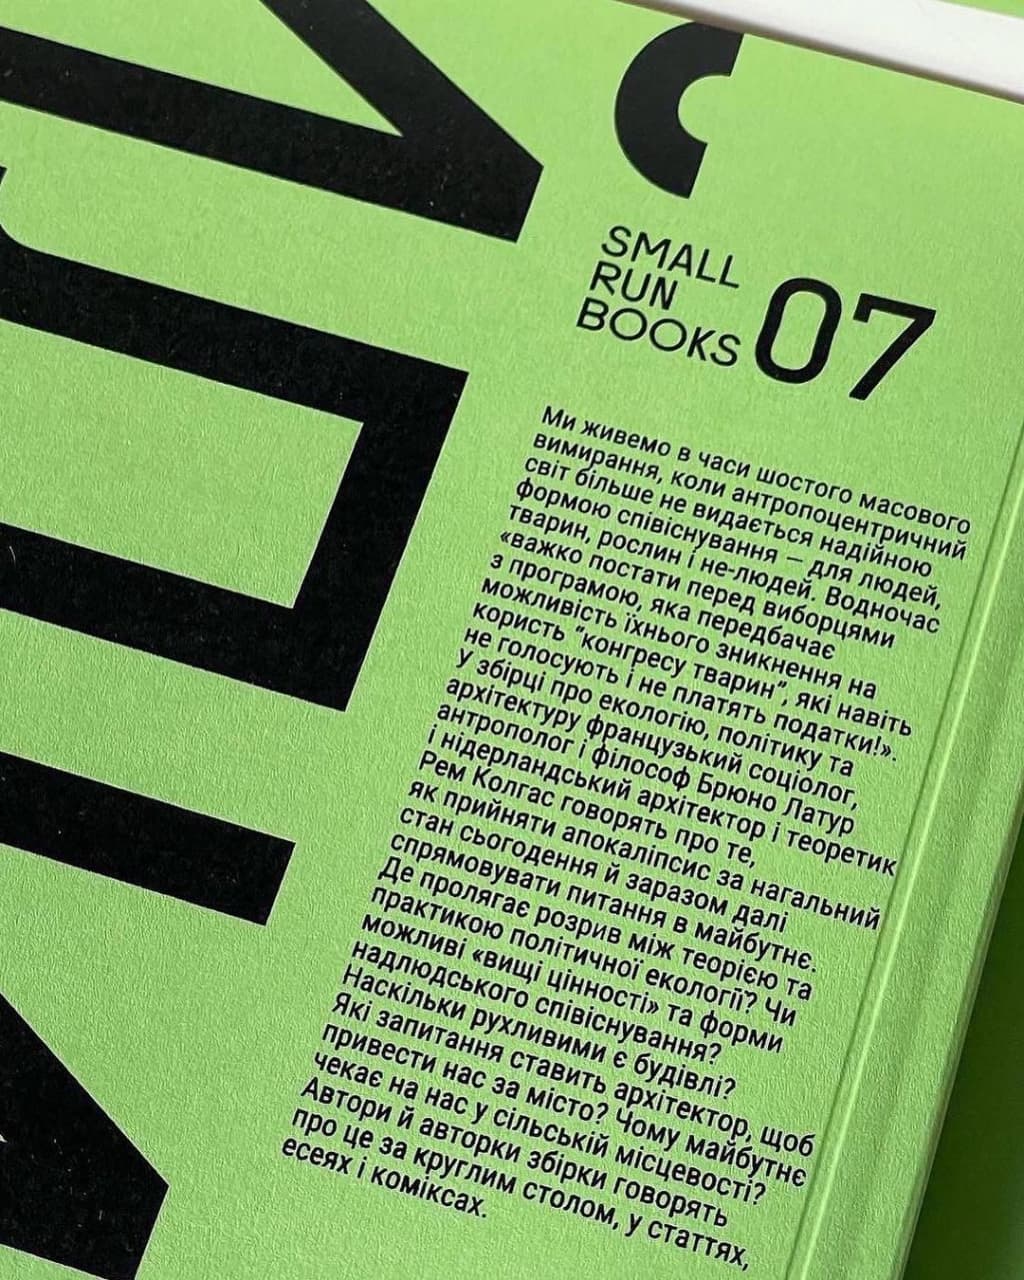 SMALL
RUN
BOOKS
07
Ми живемо в часи шостого масового
вимирання, коли антропоцентричний
світ більше не видається надійною
формою співіснування — для людей,
тварин, рослин і не-людей. Водночас
«важко постати перед виборцями
з програмою, яка передбачає
можливість їхнього зникнення на
користь “конгресу тварин”, які навіть
не голосують і не платять податки!».
У збірці про екологію, політику та
архітектуру французький соціолог,
антрополог і філософ Брюно Латур
і нідерландський архітектор і теоретик
Рем Колгас говорять про те,
як прийняти апокаліпсис за нагальний
стан сьогодення й заразом далі
спрямовувати питання в майбутнє.
Де пролягає розрив між теорією та
практикою політичної екології? Чи
можливі «вищі цінності» та форми
надлюдського співіснування?
Наскільки рухливими є будівлі?
Які запитання ставить архітектор, щоб
привести нас за місто? Чому майбутнє
чекає на нас у сільській місцевості?
Автори й авторки збірки говорять
про це за круглим столом, у статтях,
есеях і коміксах.